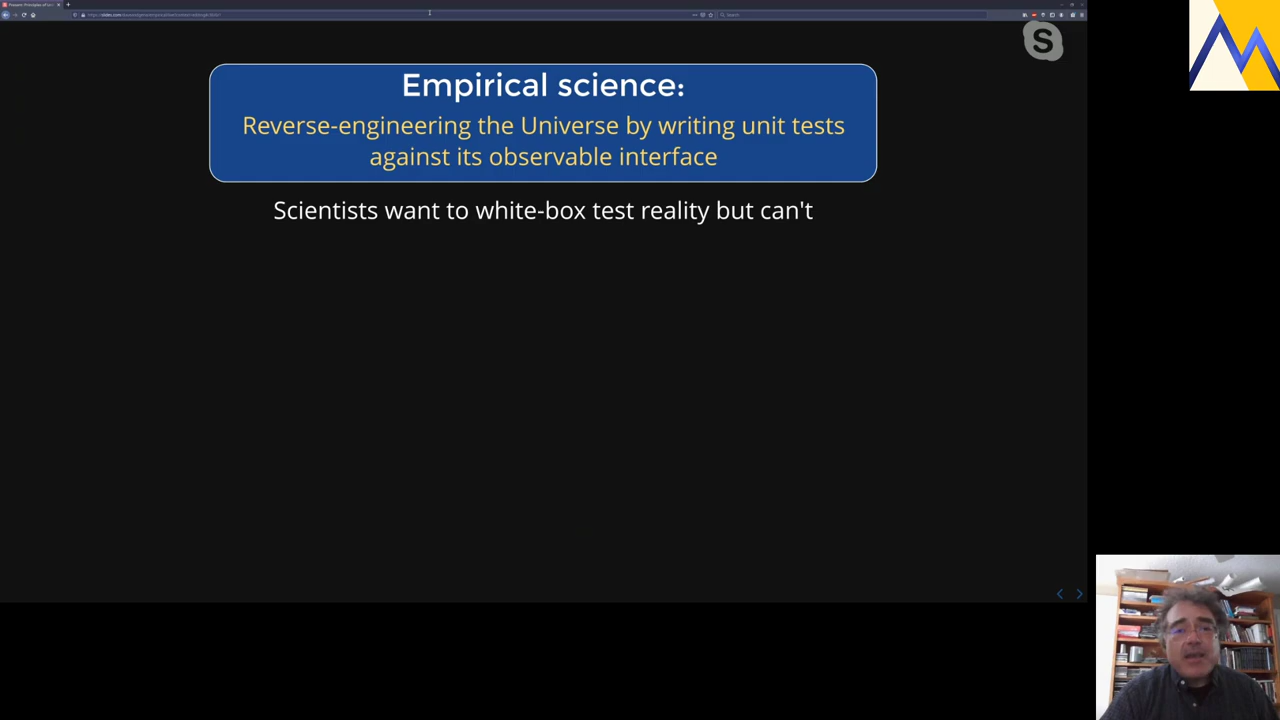 Empirical science:
Reverse-engineering the Universe by writing unit tests
against its observable interface
Scientists want to white-box test reality but can't
S
Search